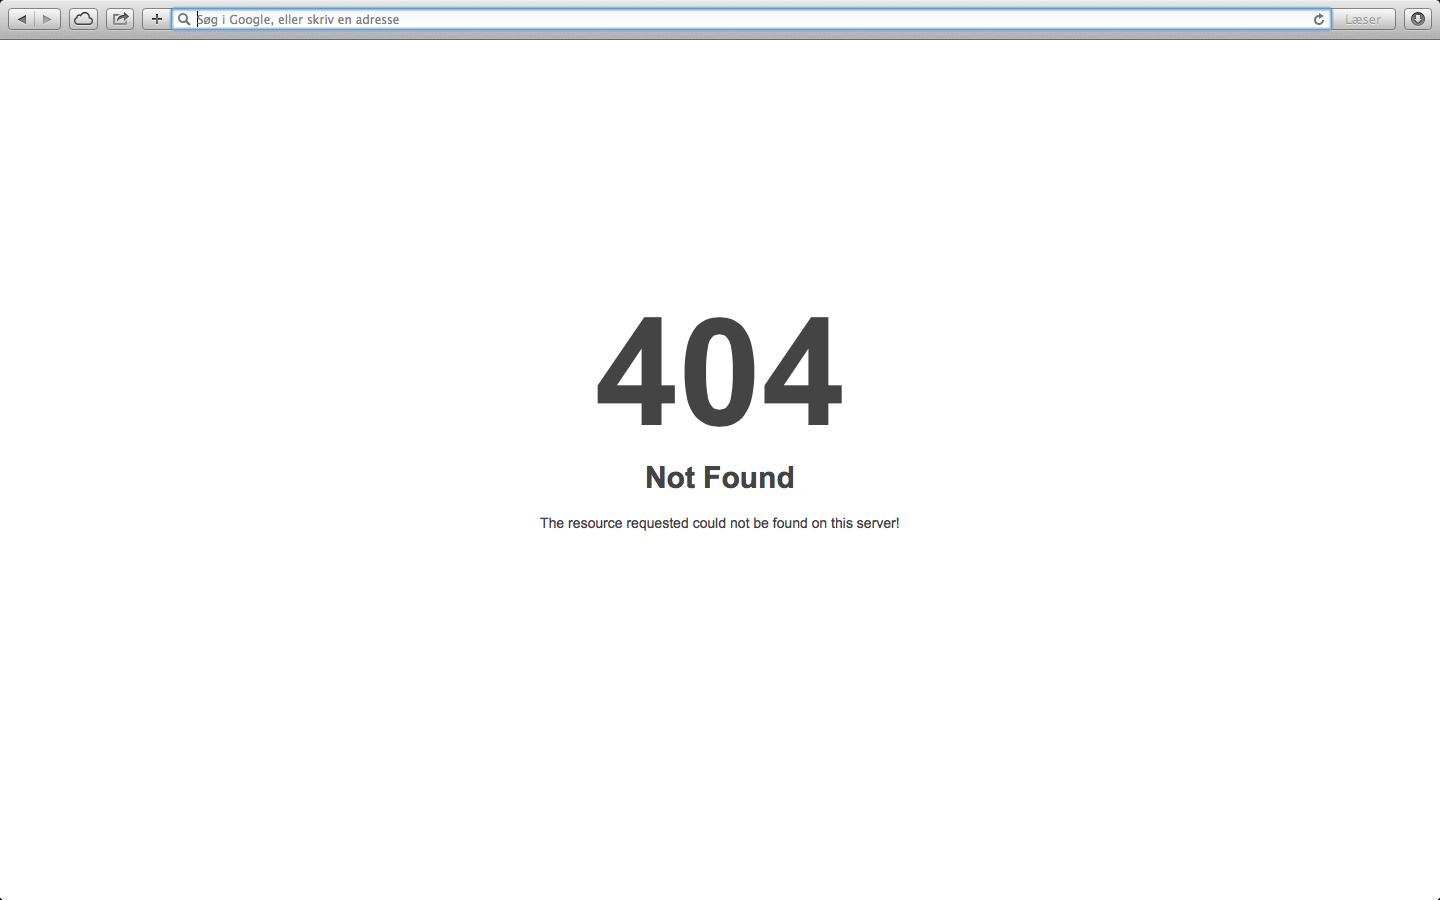 Søg i Google, eller skriv en adresse
Læser
404
Not Found
The resource requested could not be found on this server!